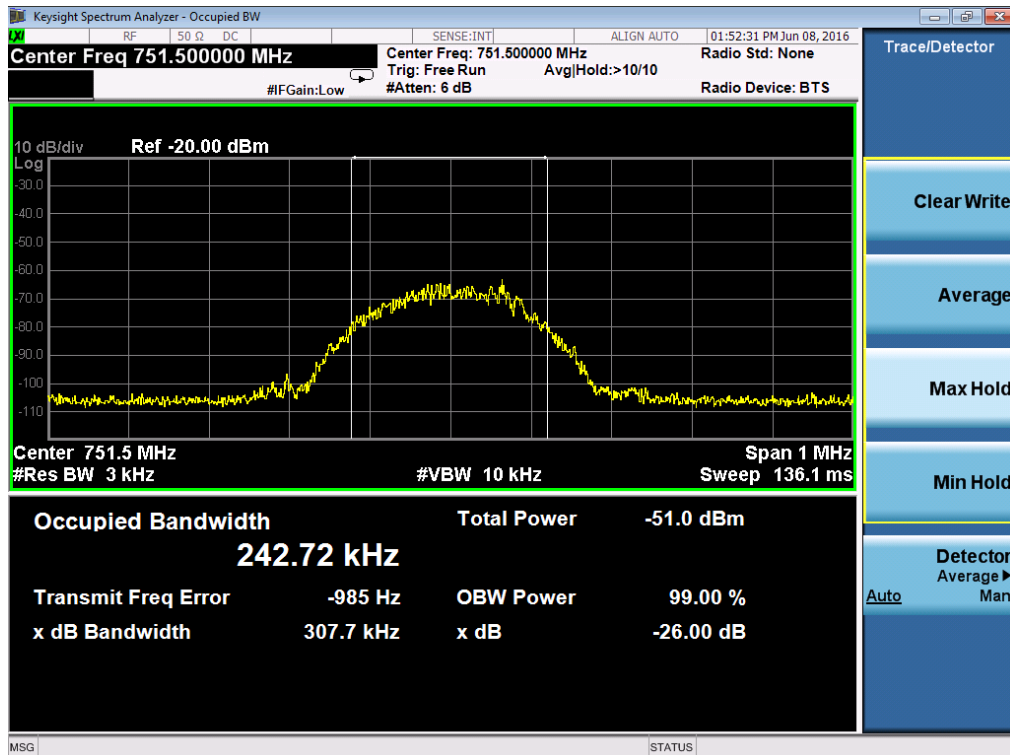 Keysight Spectrum Analyzer - Occupied BW
LXI RF 50 Ω DC SENSE:INT ALIGN AUTO 01:52:31 PM Jun 08, 2016
Center Freq 751.500000 MHz
Center Freq: 751.500000 MHz Radio Std: None
Trig: Free Run Avg|Hold:>10/10
#IFGain:Low #Atten: 6 dB Radio Device: BTS
10 dB/div Ref -20.00 dBm
Log
-30.0
-40.0
-50.0
-60.0
-70.0
-80.0
-90.0
-100
-110
Center 751.5 MHz Span 1 MHz
#Res BW 3 kHz #VBW 10 kHz Sweep 136.1 ms
Occupied Bandwidth Total Power -51.0 dBm
242.72 kHz
Transmit Freq Error -985 Hz OBW Power 99.00 %
x dB Bandwidth 307.7 kHz x dB -26.00 dB
Trace/Detector
Clear Write
Average
Max Hold
Min Hold
Detector
Average
Auto Man
MSG STATUS